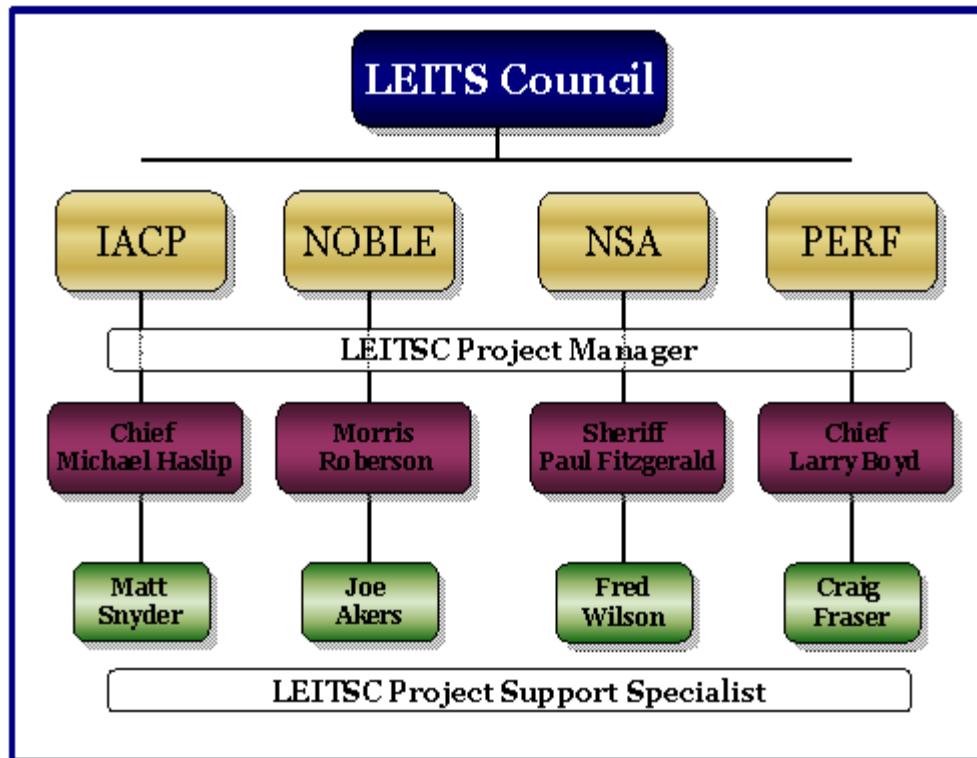 LEITS Council
IACP
NOBLE
NSA
PERF
LEITSC Project Manager
Chief
Michael Haslip
Morris
Roberson
Sheriff
Paul Fitzgerald
Chief
Larry Boyd
Matt
Snyder
Joe
Akers
Fred
Wilson
Craig
Fraser
LEITSC Project Support Specialist